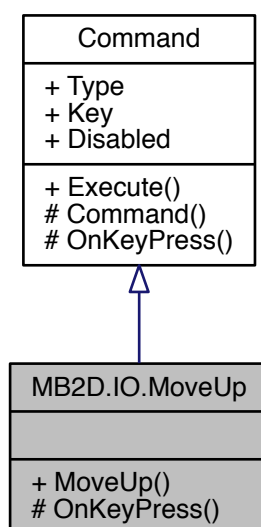 Command
+ Type
+ Key
+ Disabled
+ Execute()
# Command()
# OnKeyPress()
MB2D.IO.MoveUp
+ MoveUp()
# OnKeyPress()